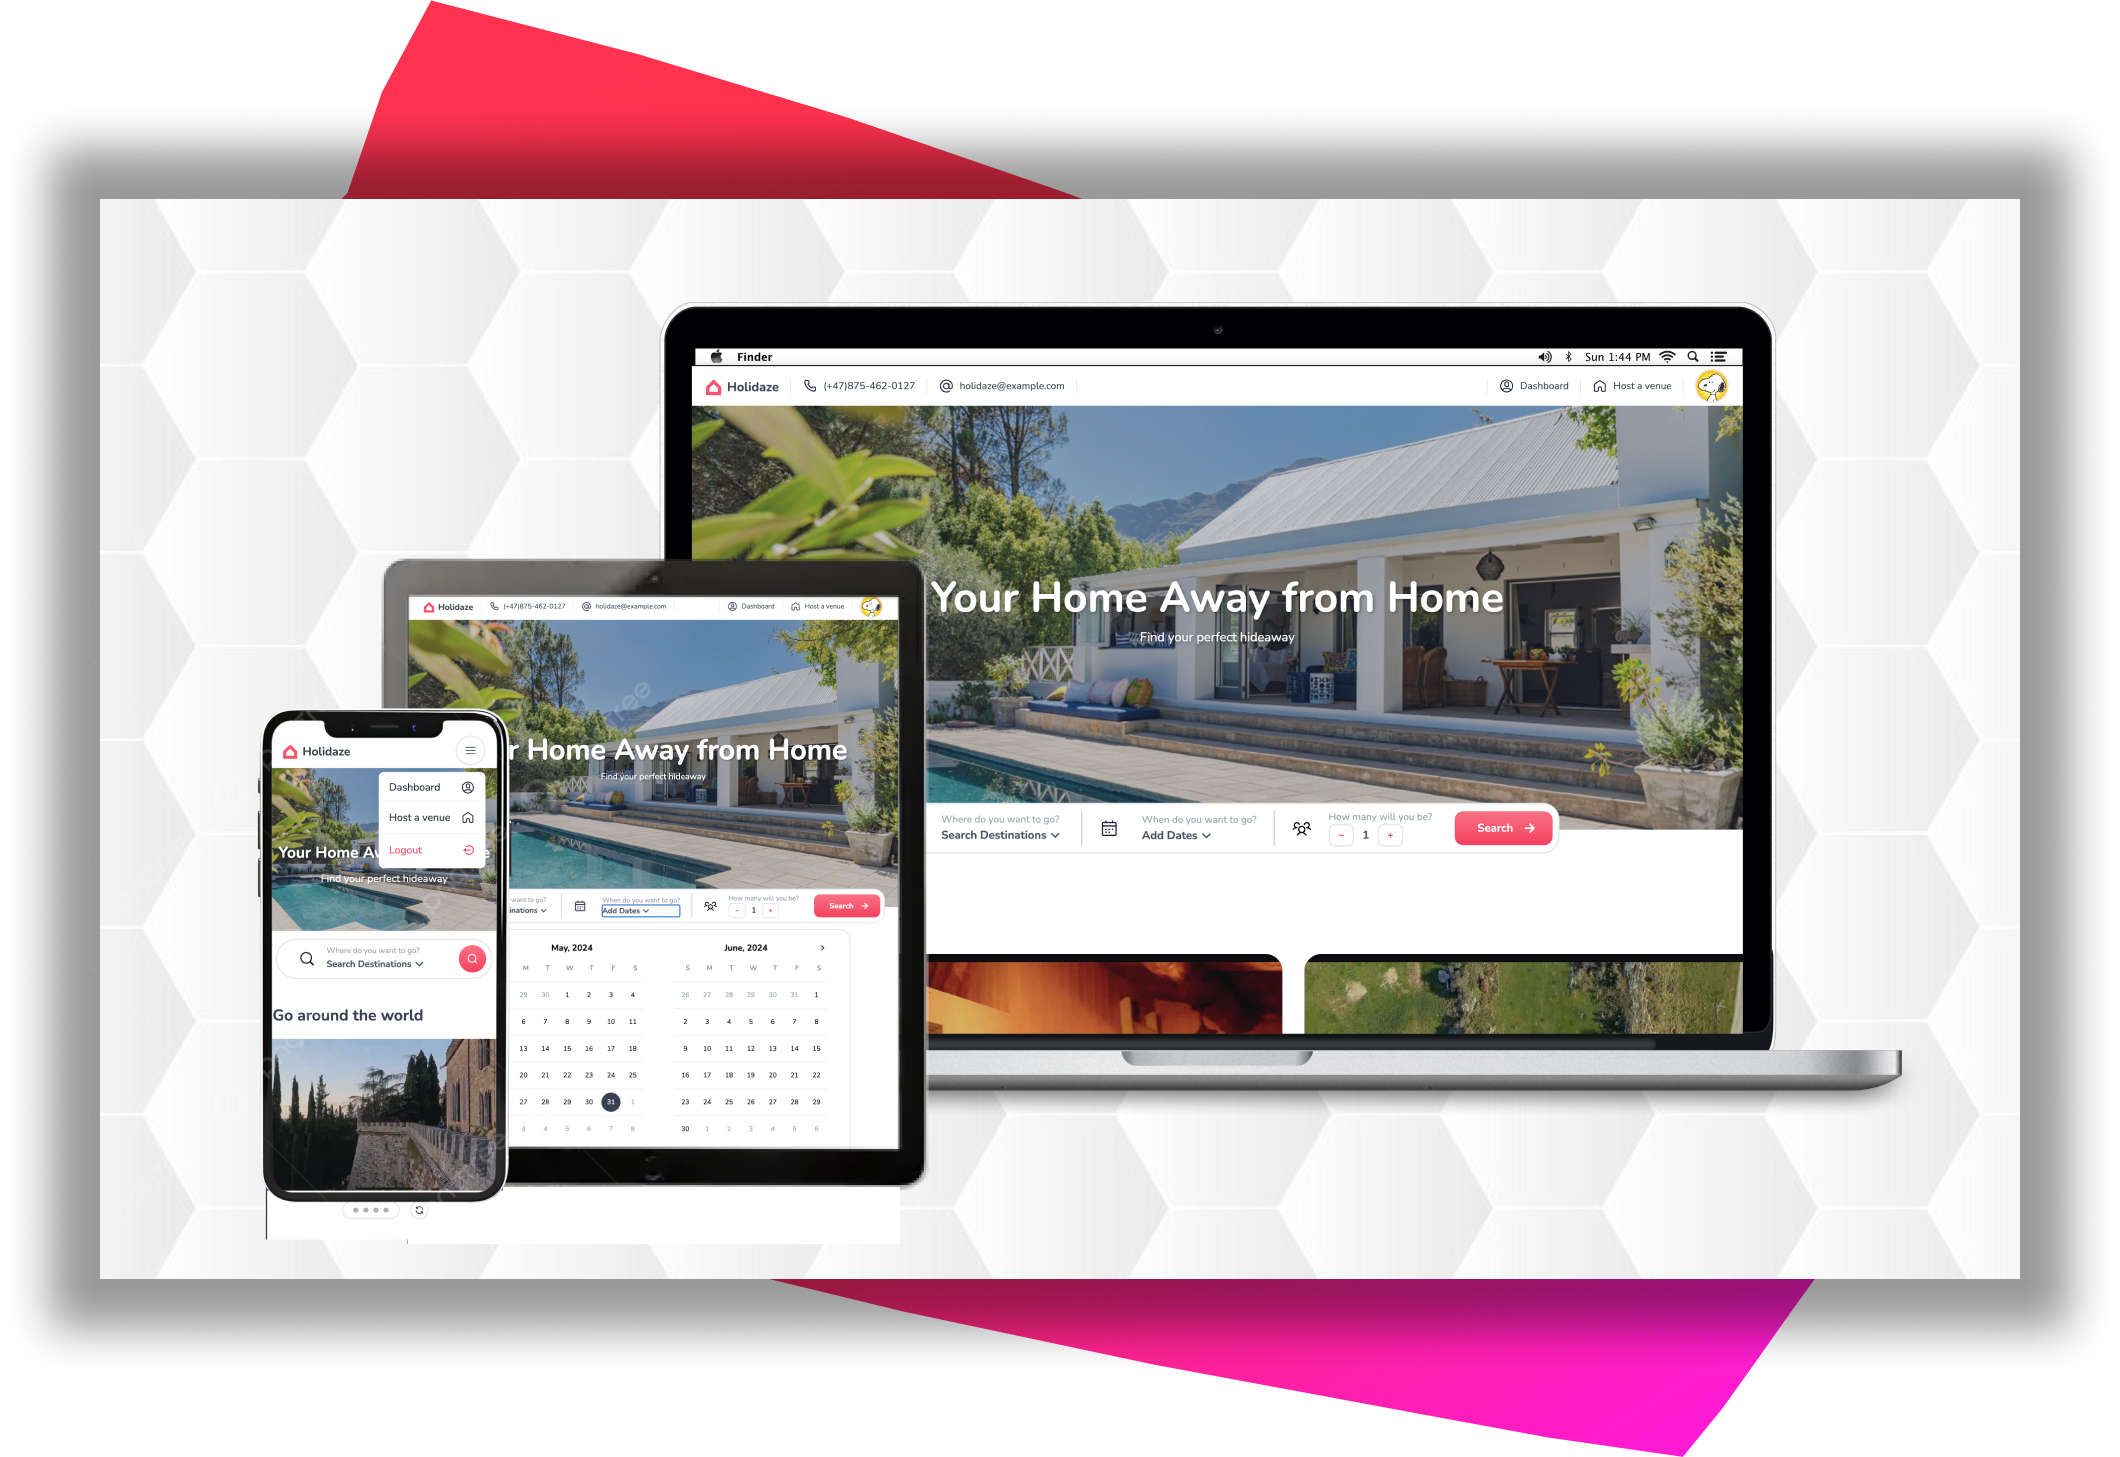 Finder
Sun 1:44 PM
Holidaze (+47)875-462-0127 holidaze@example.com Dashboard Host a venue
Your Home Away from Home
Find your perfect hideaway
Where do you want to go? When do you want to go? How many will you be?
Search Destinations Add Dates - 1 + Search
Holidaze (+47)875-462-0127 holidaze@example.com Dashboard Host a venue
r Home Away from Home
Find your perfect hideaway
want to go? When do you want to go? How many will you be?
inations Add Dates - 1 + Search
May, 2024 June, 2024
M T W T F S S M T W T F S
29 30 1 2 3 4 26 27 28 29 30 31 1
6 7 8 9 10 11 2 3 4 5 6 7 8
13 14 15 16 17 18 9 10 11 12 13 14 15
20 21 22 23 24 25 16 17 18 19 20 21 22
27 28 29 30 31 1 23 24 25 26 27 28 29
3 4 5 6 7 8 30 1 2 3 4 5 6
Holidaze
Dashboard
Host a venue
Logout
Your Home Aw e
Find your perfect hideaway
Where do you want to go?
Search Destinations
Go around the world